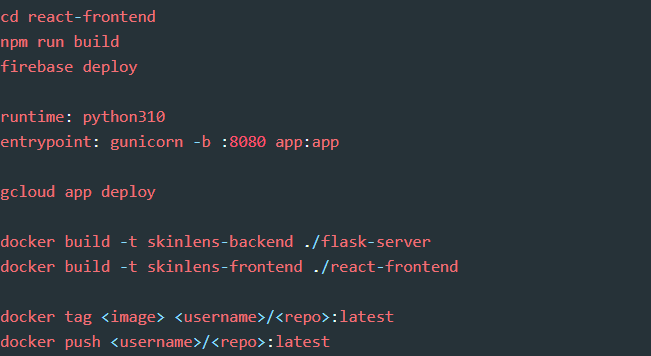 cd react-frontend
npm run build
firebase deploy
runtime: python310
entrypoint: gunicorn -b :8080 app:app
gcloud app deploy
docker build -t skinlens-backend ./flask-server
docker build -t skinlens-frontend ./react-frontend
docker tag <image> <username>/<repo>:latest
docker push <username>/<repo>:latest